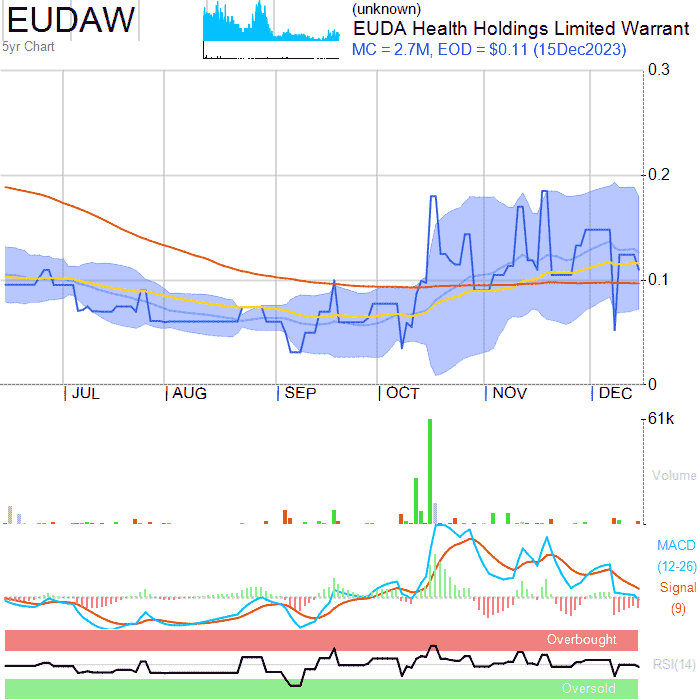 EUDAW
5yr Chart
(unknown)
EUDA Health Holdings Limited Warrant
MC = 2.7M, EOD = $0.11 (15Dec2023)
0.3
0.2
0.1
0
JUL AUG SEP OCT NOV DEC
61k
Volume
MACD
(12-26)
Signal
(9)
Overbought
RSI(14)
Oversold